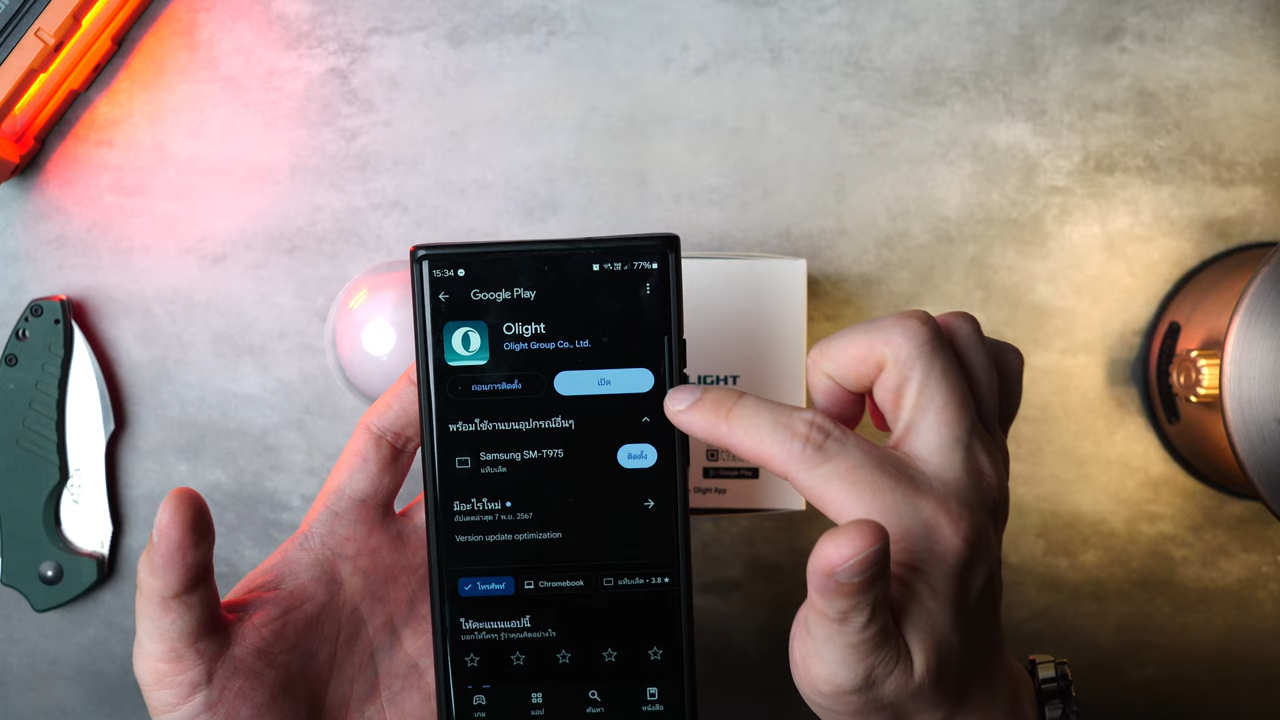 15:34
77%
Google Play
Olight
Olight Group Co., Ltd.
ถอนการติดตั้ง
เปิด
LIGHT
พร้อมใช้งานบนอุปกรณ์อื่นๆ
Samsung SM-T975
แท็บเล็ต
ติดตั้ง
Google Play
Olight App
มีอะไรใหม่
อัปเดตล่าสุด 7 พ.ย. 2567
Version update optimization
โทรศัพท์
Chromebook
แท็บเล็ต • 3.8 ★
ให้คะแนนแอปนี้
บอกให้ใครๆ รู้ว่าคุณคิดอย่างไร
เกม
แอป
ค้นหา
หนังสือ